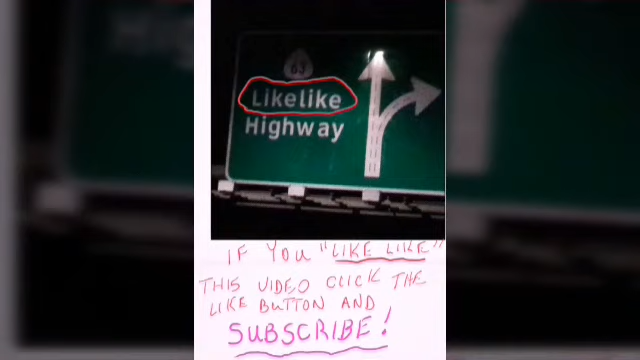 63
Likelike
Highway
IF YOU "LIKE LIKE"
THIS VIDEO CLICK THE
LIKE BUTTON AND
SUBSCRIBE!